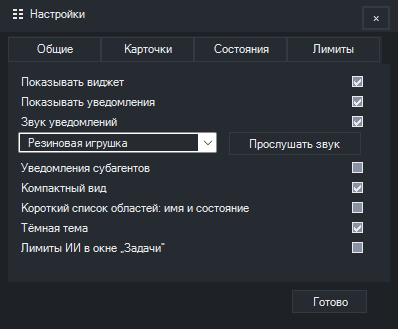 Настройки
×
Общие Карточки Состояния Лимиты
Показывать виджет
Показывать уведомления
Звук уведомлений
Резиновая игрушка Прослушать звук
Уведомления субагентов
Компактный вид
Короткий список областей: имя и состояние
Тёмная тема
Лимиты ИИ в окне „Задачи”
Готово